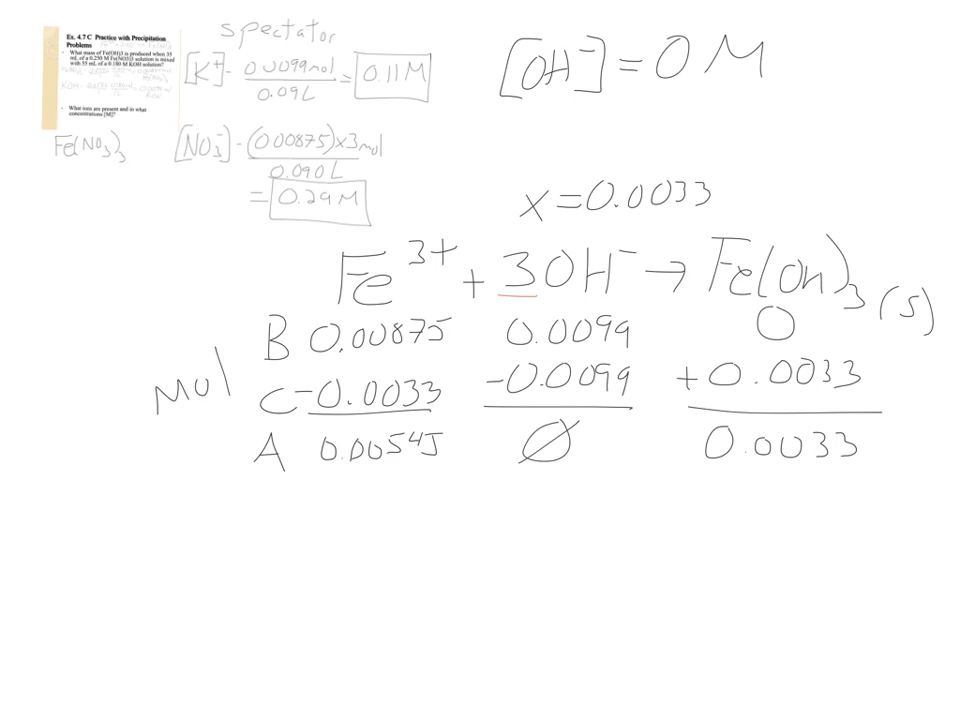 Ex. 4.7 C Practice with Precipitation
Problems
- What mass of Fe(OH)3 is produced when 35
mL of a 0.250 M Fe(NO3)3 solution is mixed
with 55 mL of a 0.180 M KOH solution?
- What ions are present and in what
concentrations [M]?
spectator
[K⁺] - 0.0099mol / 0.09L = 0.11M
[OH⁻] = 0 M
Fe(NO₃)₃
[NO₃⁻] - (0.00875)x3mol / 0.090L
= 0.29M
x = 0.0033
Fe³⁺ + 3OH⁻ → Fe(OH)₃(s)
mol
B 0.00875 0.0099 0
C -0.0033 -0.0099 +0.0033
A 0.00545 Ø 0.0033